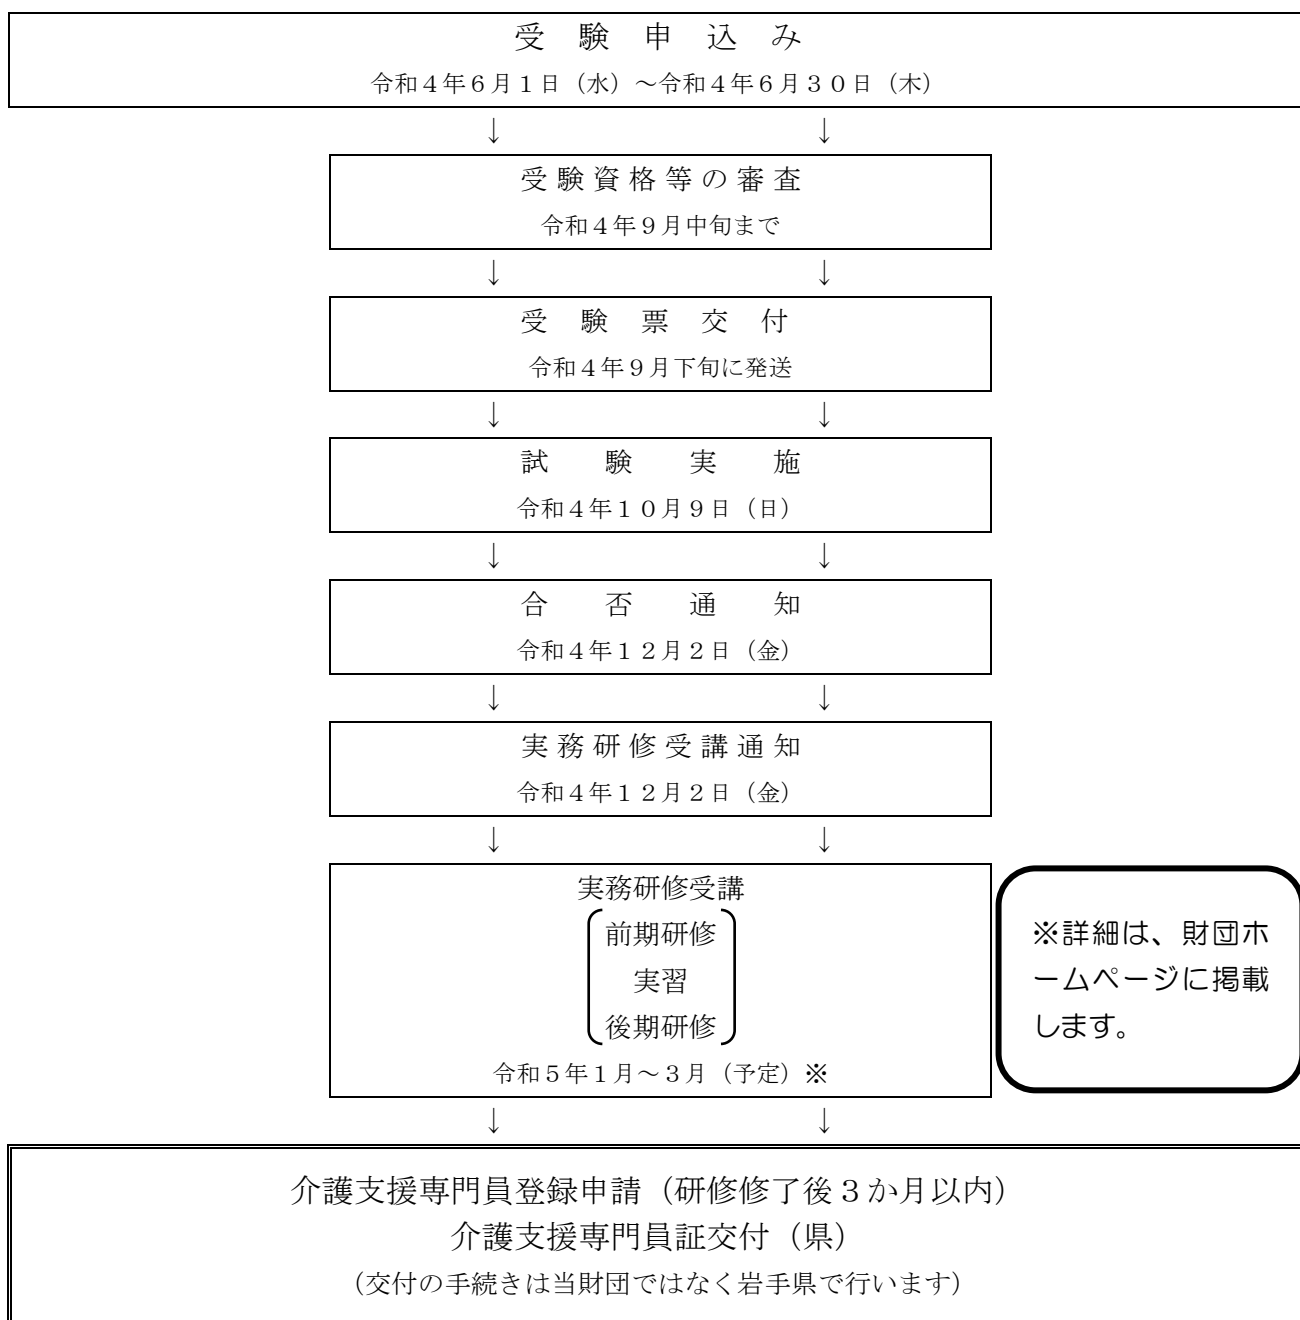 受験申込み
令和４年６月１日（水）～令和４年６月３０日（木）
↓ ↓
受験資格等の審査
令和４年９月中旬まで
↓ ↓
受験票交付
令和４年９月下旬に発送
↓ ↓
試験実施
令和４年１０月９日（日）
↓ ↓
合否通知
令和４年１２月２日（金）
↓ ↓
実務研修受講通知
令和４年１２月２日（金）
↓ ↓
実務研修受講
前期研修
実習
後期研修
令和５年１月～３月（予定）※
※詳細は、財団ホ
ームページに掲載
します。
↓ ↓
介護支援専門員登録申請（研修修了後３か月以内）
介護支援専門員証交付（県）
（交付の手続きは当財団ではなく岩手県で行います）